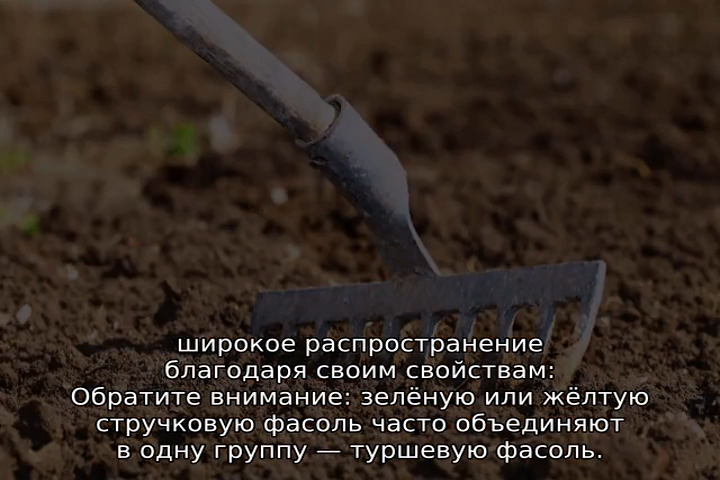 широкое распространение
благодаря своим свойствам:
Обратите внимание: зелёную или жёлтую
стручковую фасоль часто объединяют
в одну группу — туршевую фасоль.